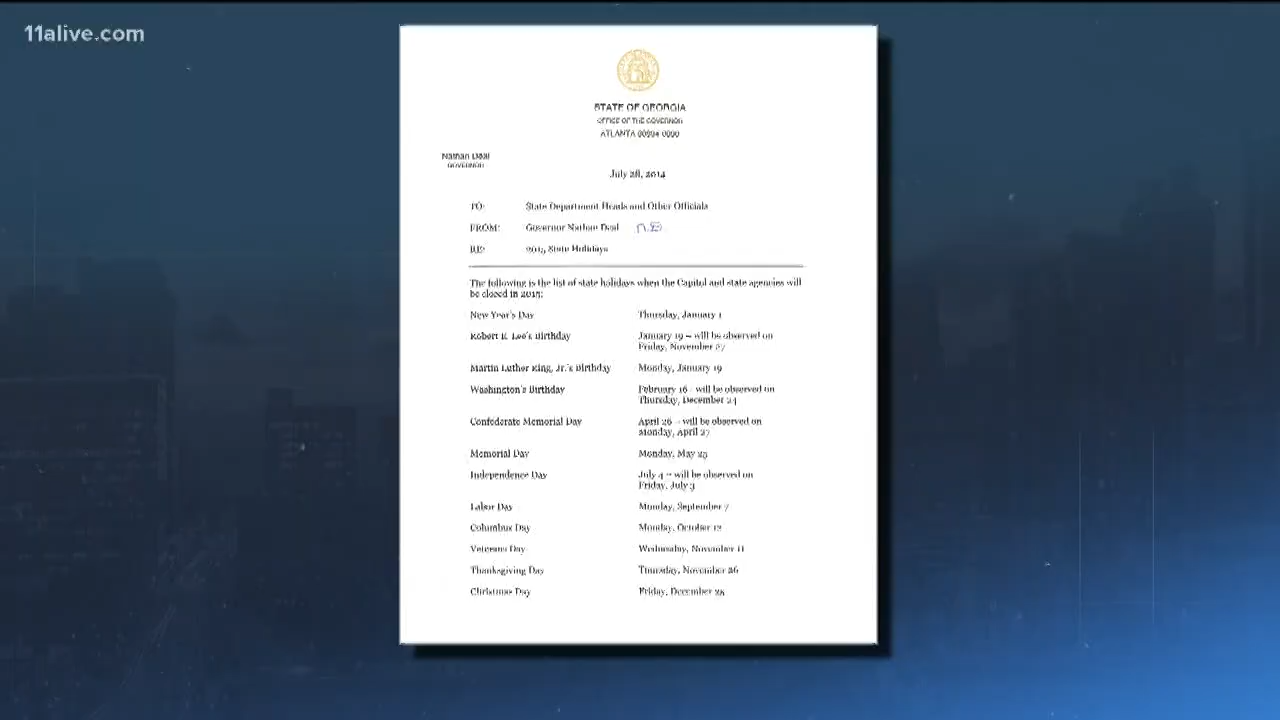 11alive.com
STATE OF GEORGIA
OFFICE OF THE GOVERNOR
ATLANTA
Nathan Deal
GOVERNOR
July 28, 2014
TO: State Department Heads and Other Officials
FROM: Governor Nathan Deal
RE: 2015 State Holidays
The following is the list of state holidays when the Capitol and state agencies will
be closed in 2015:
New Year's Day Thursday, January 1
Robert E. Lee's Birthday January 19 – will be observed on
Friday, November 27
Martin Luther King, Jr.'s Birthday Monday, January 19
Washington's Birthday February 16 - will be observed on
Thursday, December 24
Confederate Memorial Day April 26 – will be observed on
Monday, April 27
Memorial Day Monday, May 25
Independence Day July 4 – will be observed on
Friday, July 3
Labor Day Monday, September 7
Columbus Day Monday, October 12
Veterans Day Wednesday, November 11
Thanksgiving Day Thursday, November 26
Christmas Day Friday, December 25